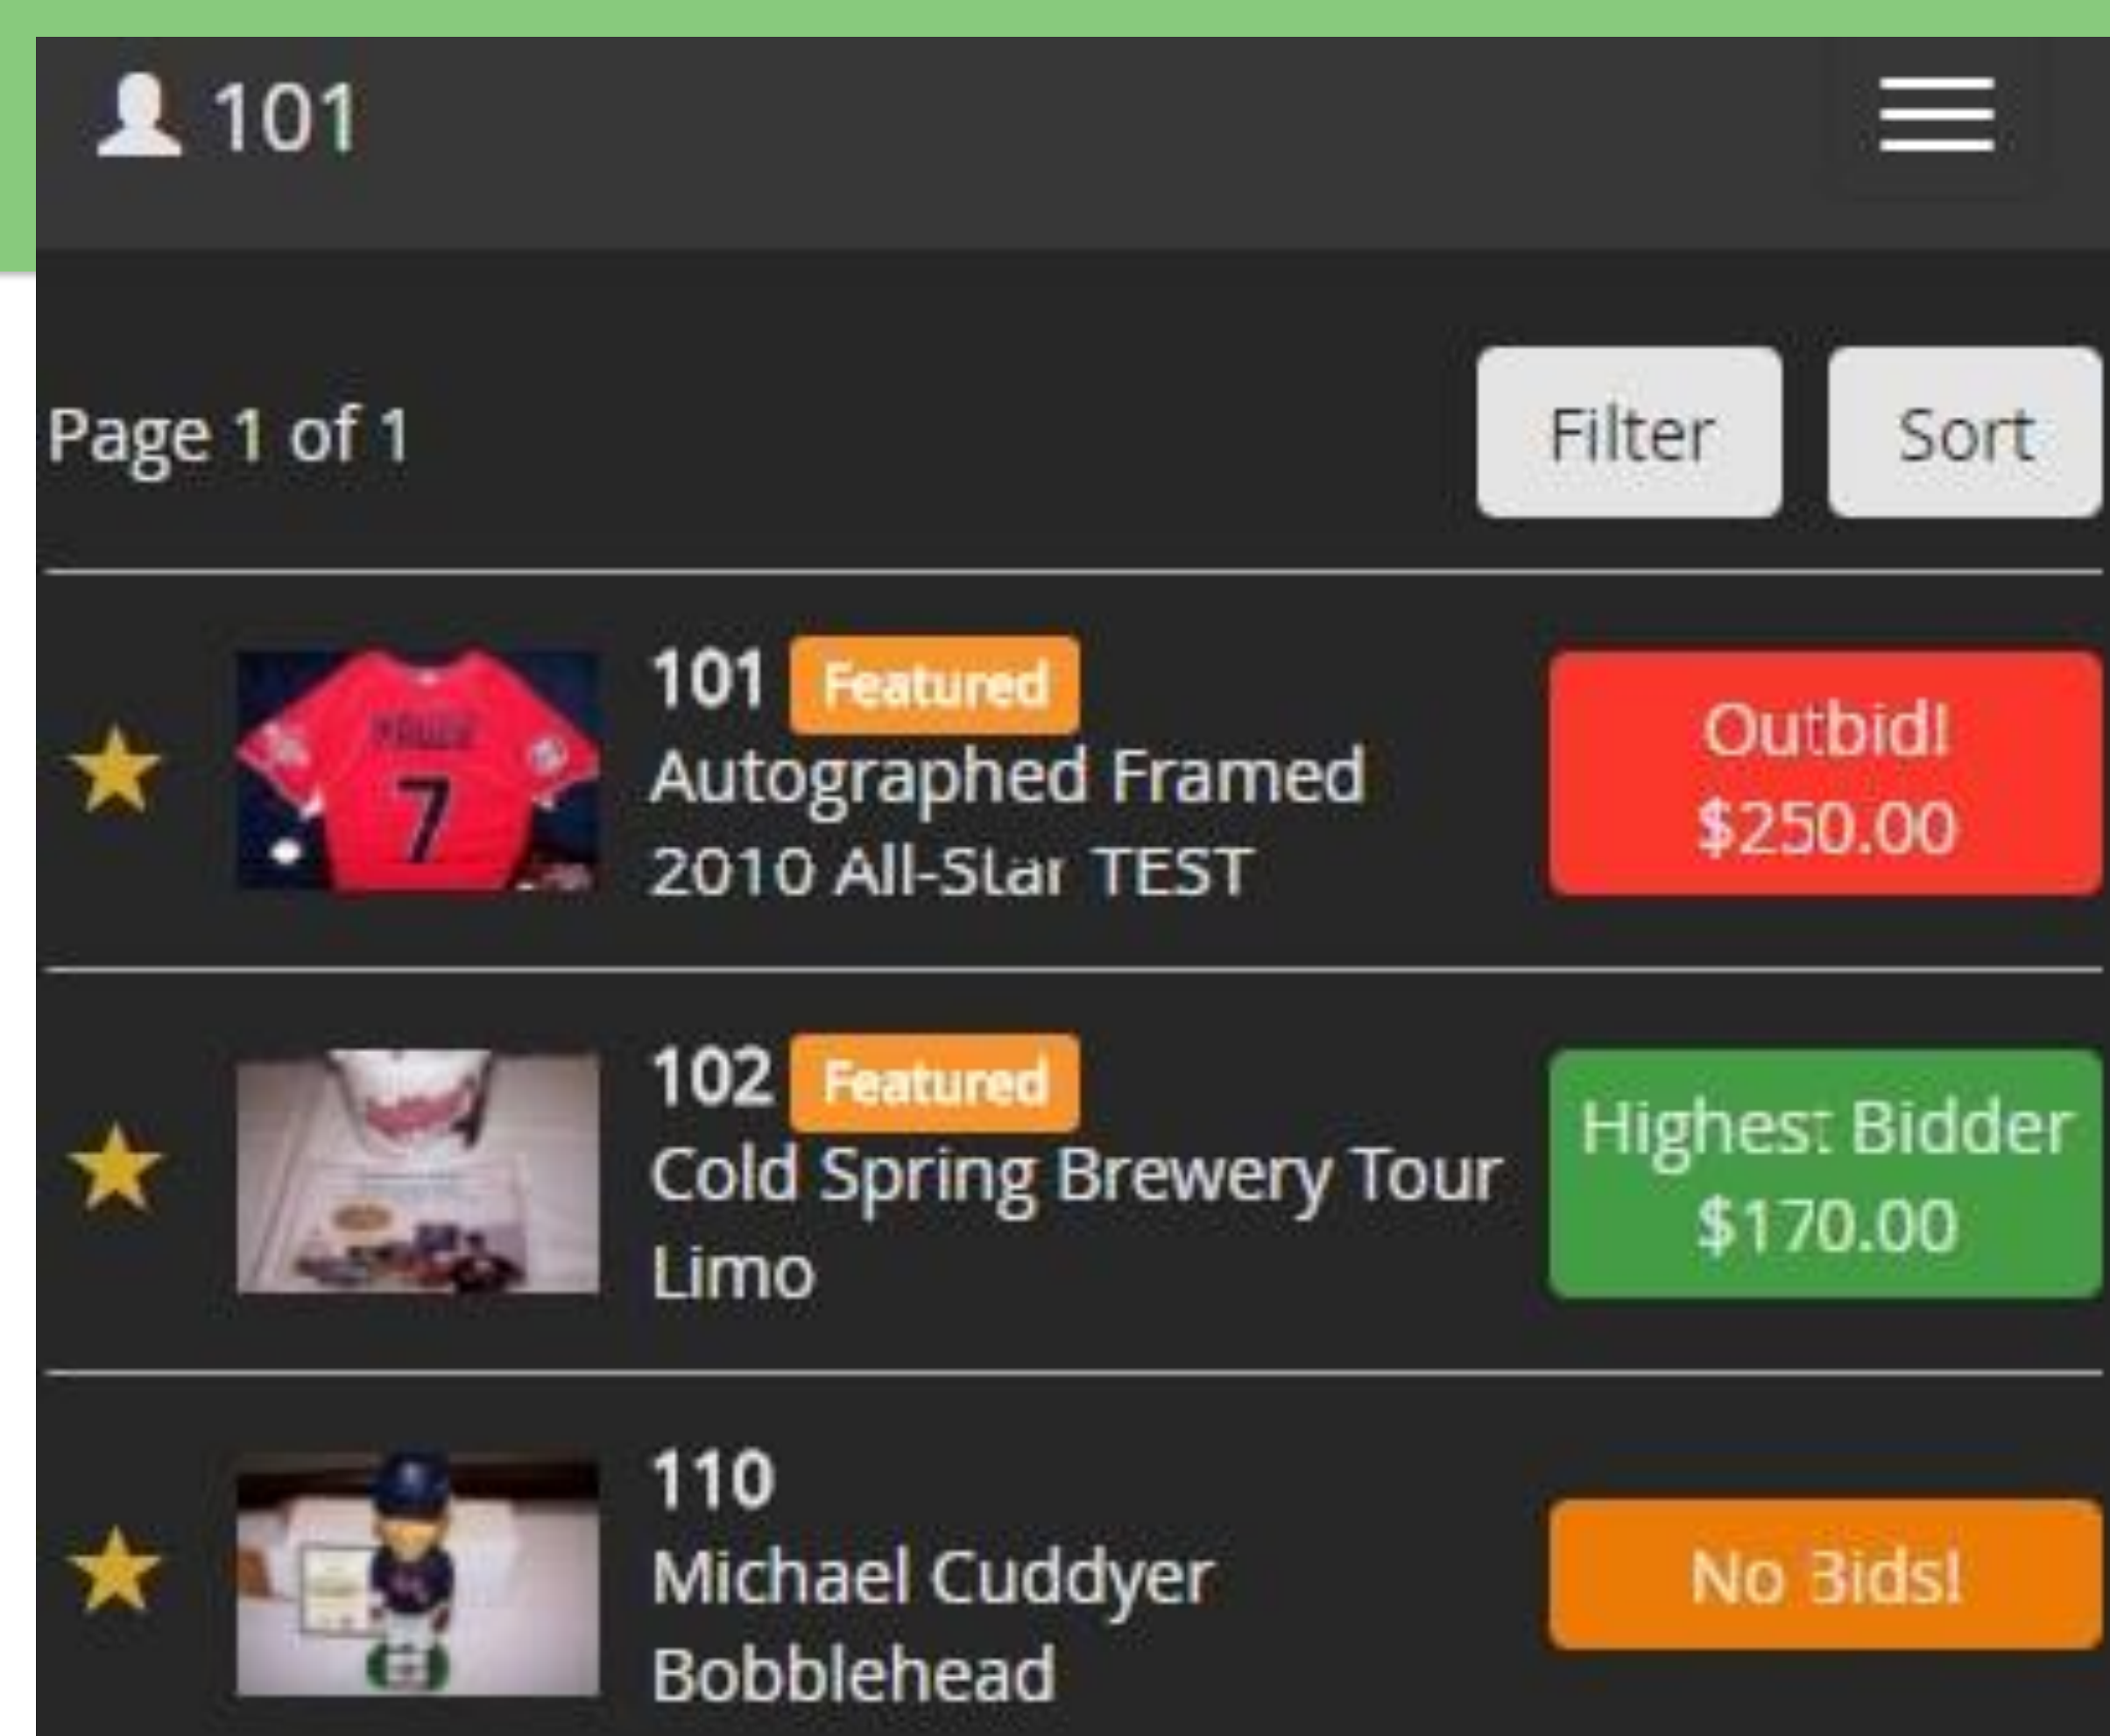 101
Page 1 of 1
Filter
Sort
101 Featured
Autographed Framed
2010 All-Star TEST
Outbid!
$250.00
7
102 Featured
Cold Spring Brewery Tour
Limo
Highest Bidder
$170.00
110
Michael Cuddyer
Bobblehead
No Bids!